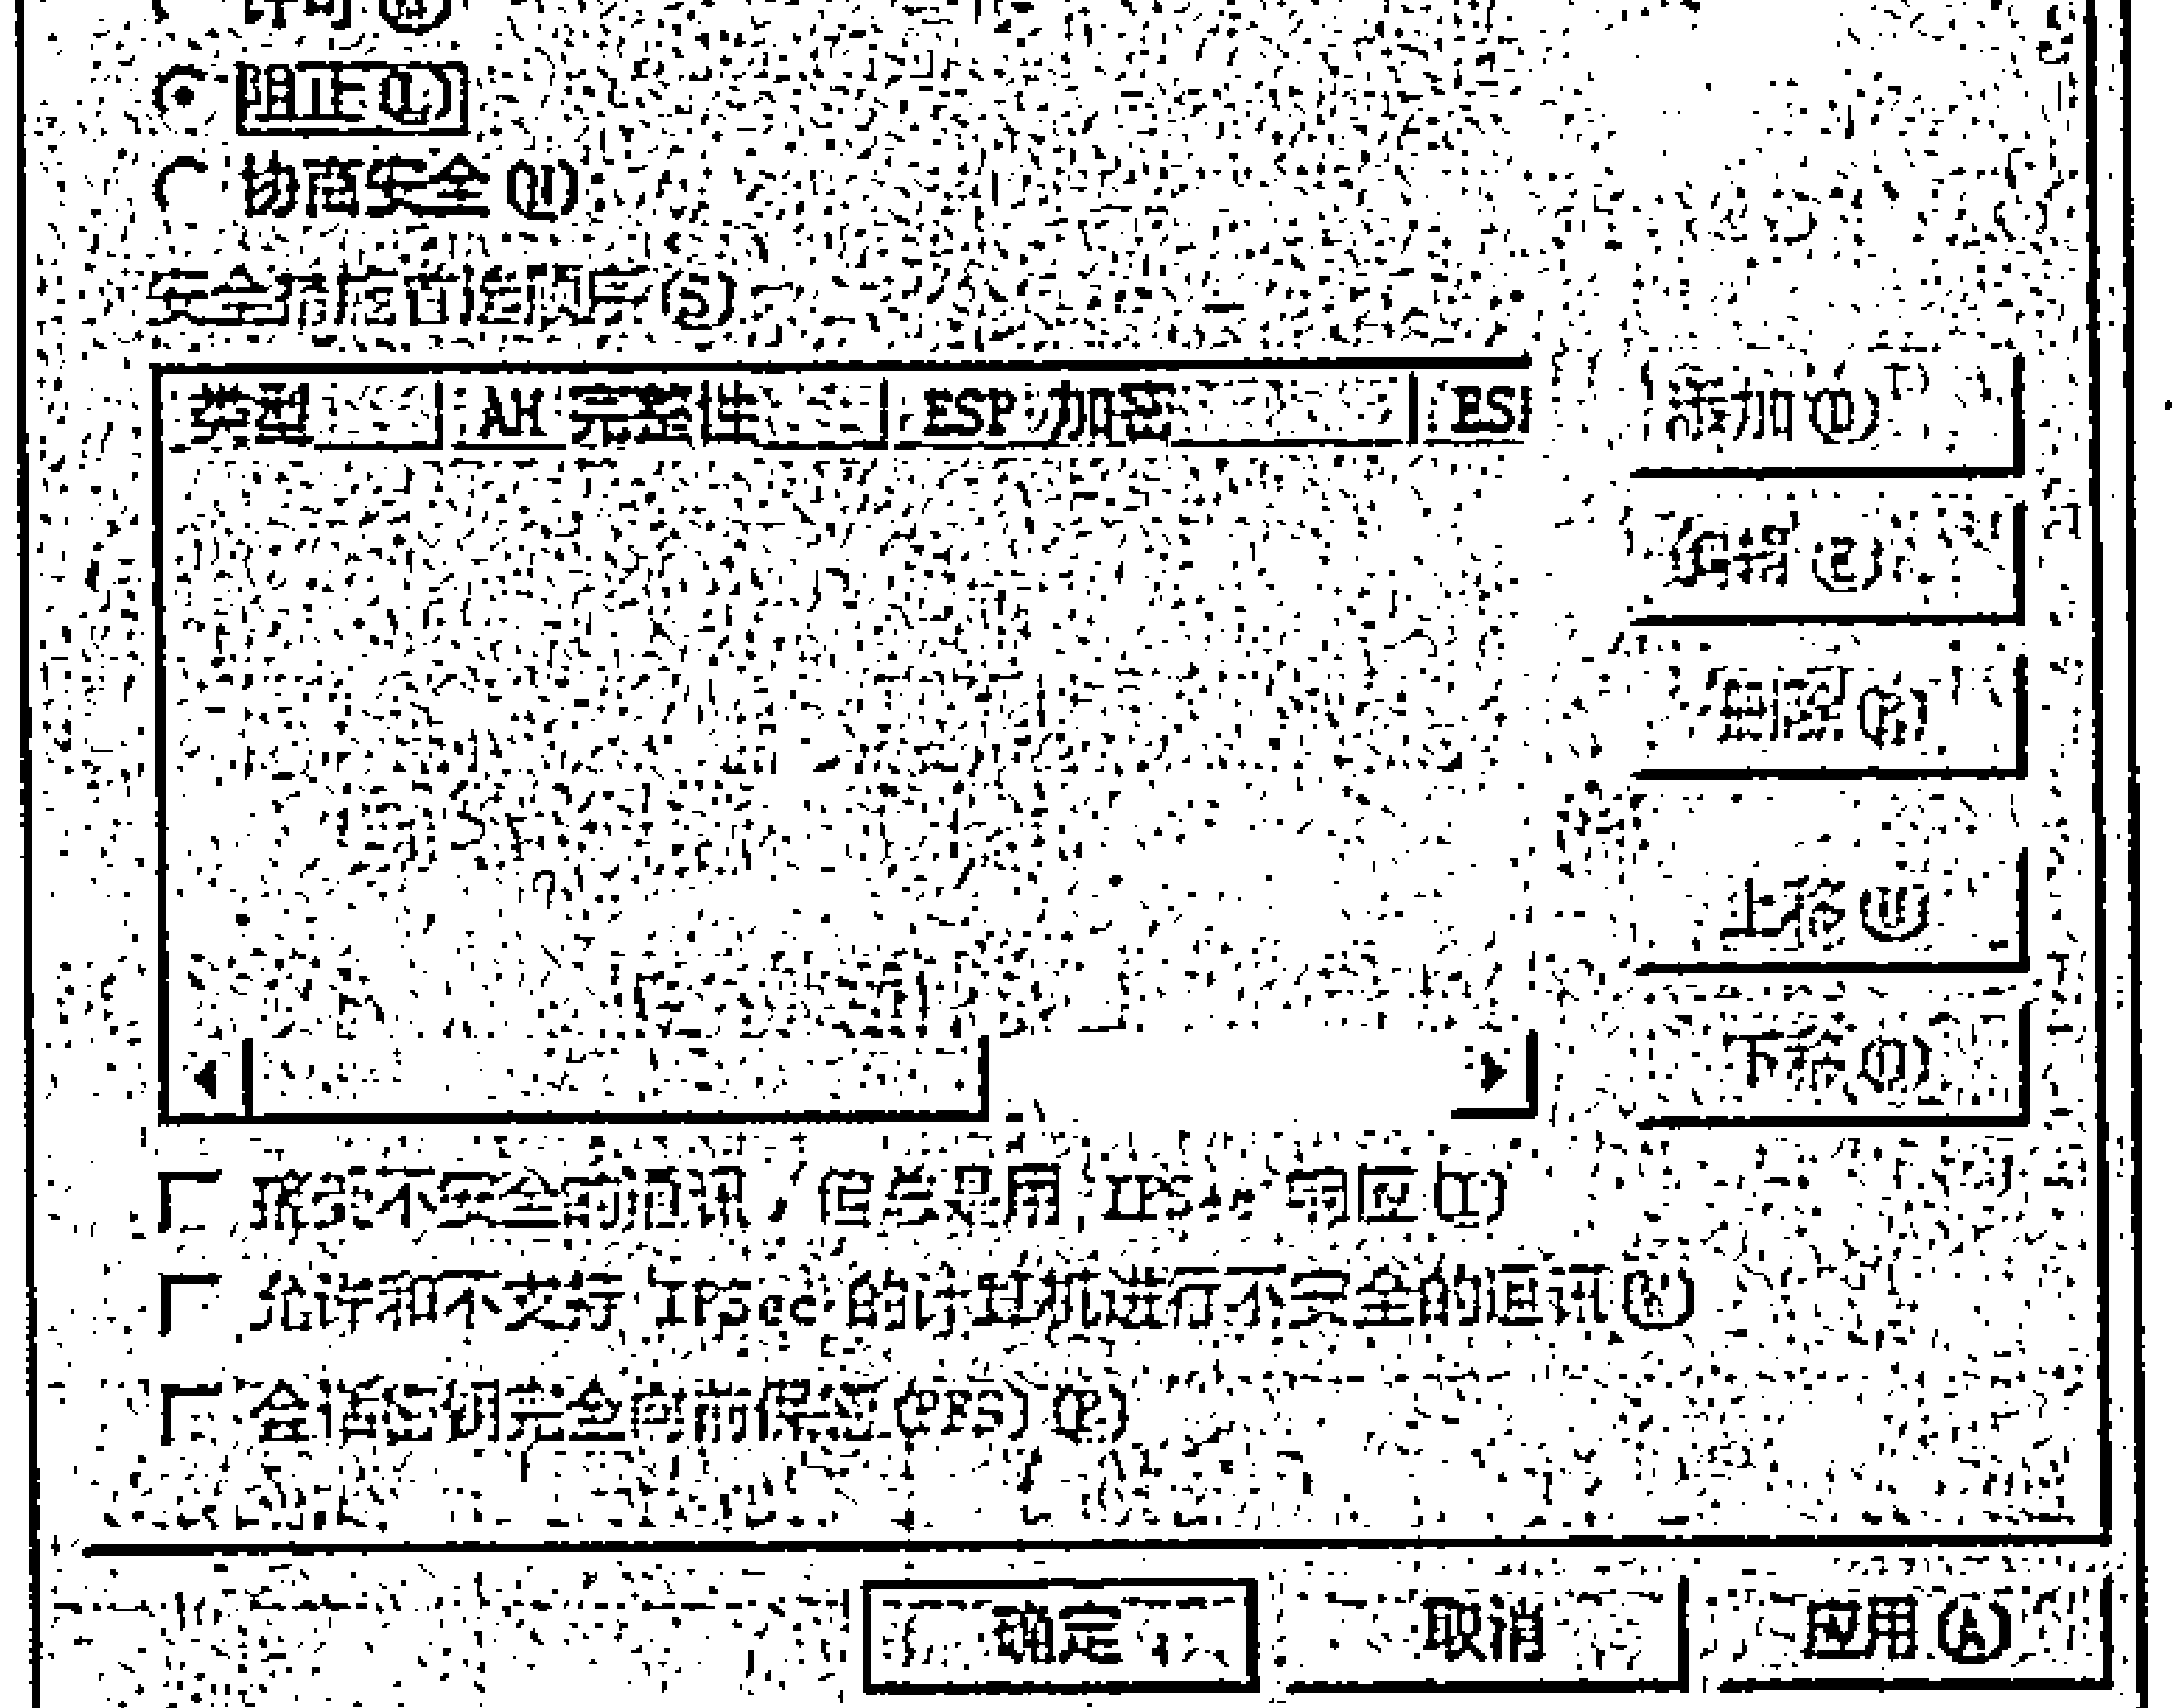 许可(M)
阻止(L)
协商安全(N)
安全措施首选顺序(S)
类型 AH 完整性 ESP 加密 ES
添加(D)
编辑(E)
删除(R)
上移(U)
下移(O)
接受不安全的通讯，但总是用 IPSec 响应(I)
允许和不支持 IPSec 的计算机进行不安全的通讯(W)
会话密钥完全向前保密(PFS)(P)
确定 取消 应用(A)